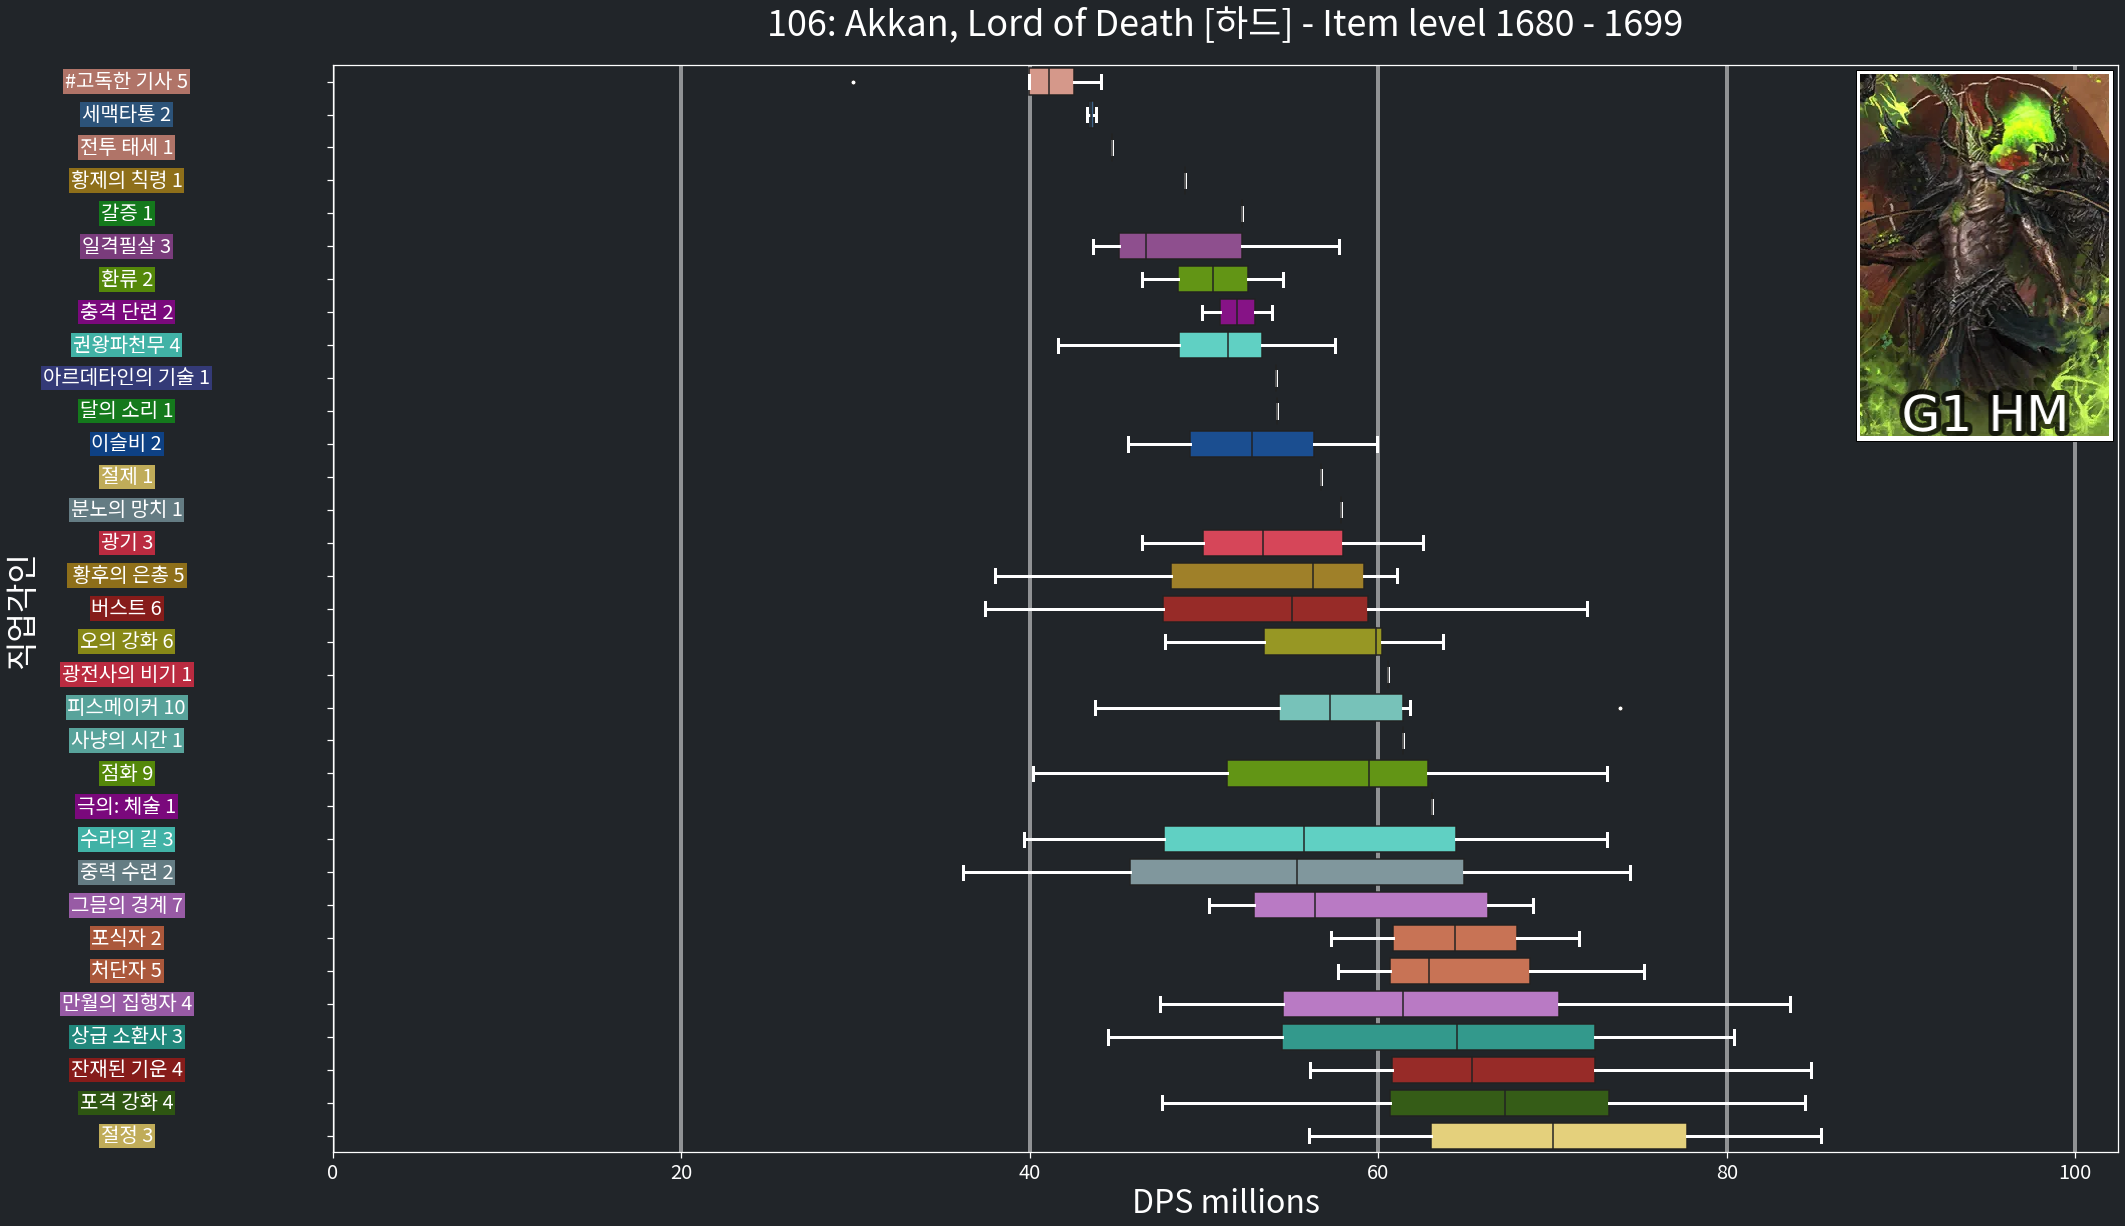 106: Akkan, Lord of Death [하드] - Item level 1680 - 1699
#고독한 기사 5
세맥타통 2
전투 태세 1
황제의 칙령 1
갈증 1
일격필살 3
환류 2
충격 단련 2
권왕파천무 4
아르데타인의 기술 1
달의 소리 1
이슬비 2
절제 1
분노의 망치 1
광기 3
황후의 은총 5
버스트 6
오의 강화 6
광전사의 비기 1
피스메이커 10
사냥의 시간 1
점화 9
극의: 체술 1
수라의 길 3
중력 수련 2
그믐의 경계 7
포식자 2
처단자 5
만월의 집행자 4
상급 소환사 3
잔재된 기운 4
포격 강화 4
절정 3
직업각인
G1 HM
0 20 40 60 80 100
DPS millions